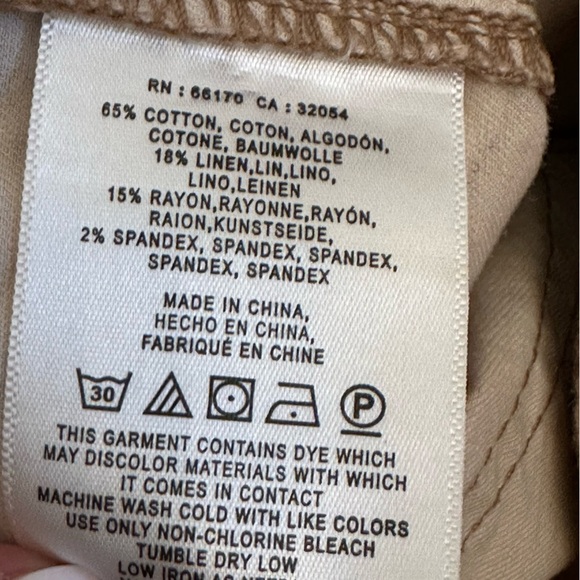 RN : 66170 CA : 32054
65% COTTON, COTON, ALGODÓN,
COTONE, BAUMWOLLE
18% LINEN,LIN,LINO,
LINO,LEINEN
15% RAYON,RAYONNE,RAYÓN,
RAION,KUNSTSEIDE,
2% SPANDEX, SPANDEX, SPANDEX,
SPANDEX, SPANDEX
MADE IN CHINA,
HECHO EN CHINA,
FABRIQUÉ EN CHINE
30 P
THIS GARMENT CONTAINS DYE WHICH
MAY DISCOLOR MATERIALS WITH WHICH
IT COMES IN CONTACT
MACHINE WASH COLD WITH LIKE COLORS
USE ONLY NON-CHLORINE BLEACH
TUMBLE DRY LOW
LOW IRON AS